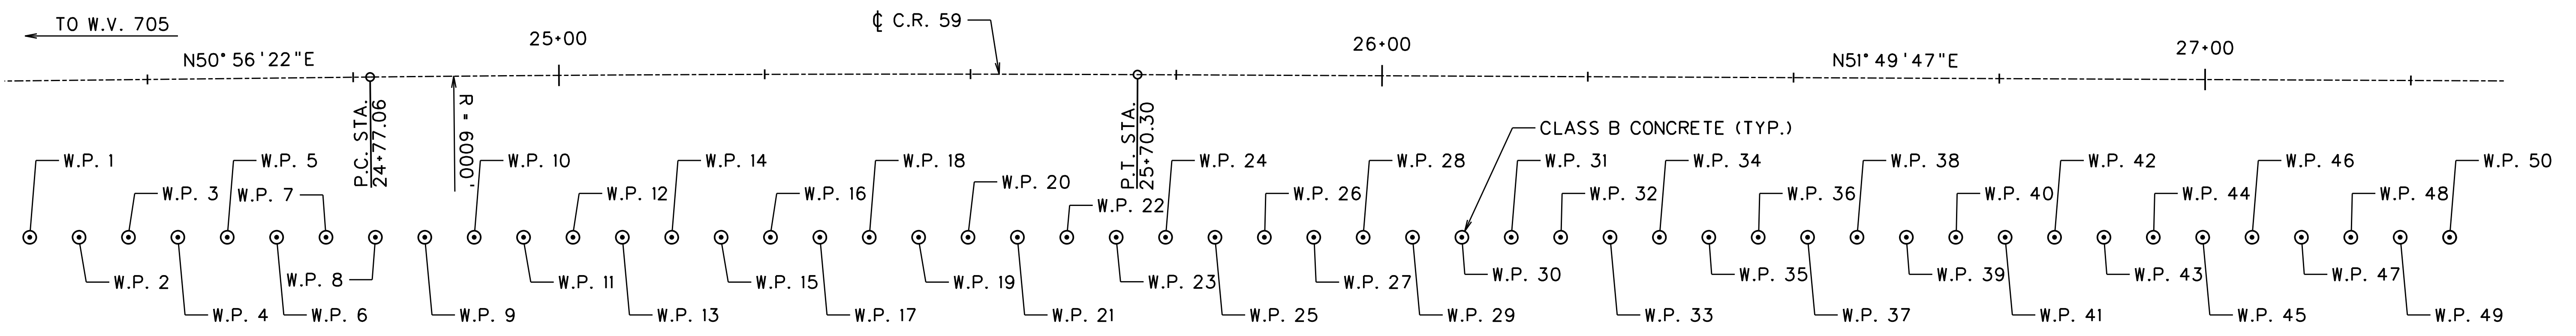 TO W.V. 705
N50°56'22"E
25+00
℄ C.R. 59
26+00
N51°49'47"E
27+00
P.C. STA.
24+77.06
R = 6000'
P.T. STA.
25+70.30
CLASS B CONCRETE (TYP.)
W.P. 1
W.P. 2
W.P. 3
W.P. 4
W.P. 5
W.P. 6
W.P. 7
W.P. 8
W.P. 9
W.P. 10
W.P. 11
W.P. 12
W.P. 13
W.P. 14
W.P. 15
W.P. 16
W.P. 17
W.P. 18
W.P. 19
W.P. 20
W.P. 21
W.P. 22
W.P. 23
W.P. 24
W.P. 25
W.P. 26
W.P. 27
W.P. 28
W.P. 29
W.P. 30
W.P. 31
W.P. 32
W.P. 33
W.P. 34
W.P. 35
W.P. 36
W.P. 37
W.P. 38
W.P. 39
W.P. 40
W.P. 41
W.P. 42
W.P. 43
W.P. 44
W.P. 45
W.P. 46
W.P. 47
W.P. 48
W.P. 49
W.P. 50